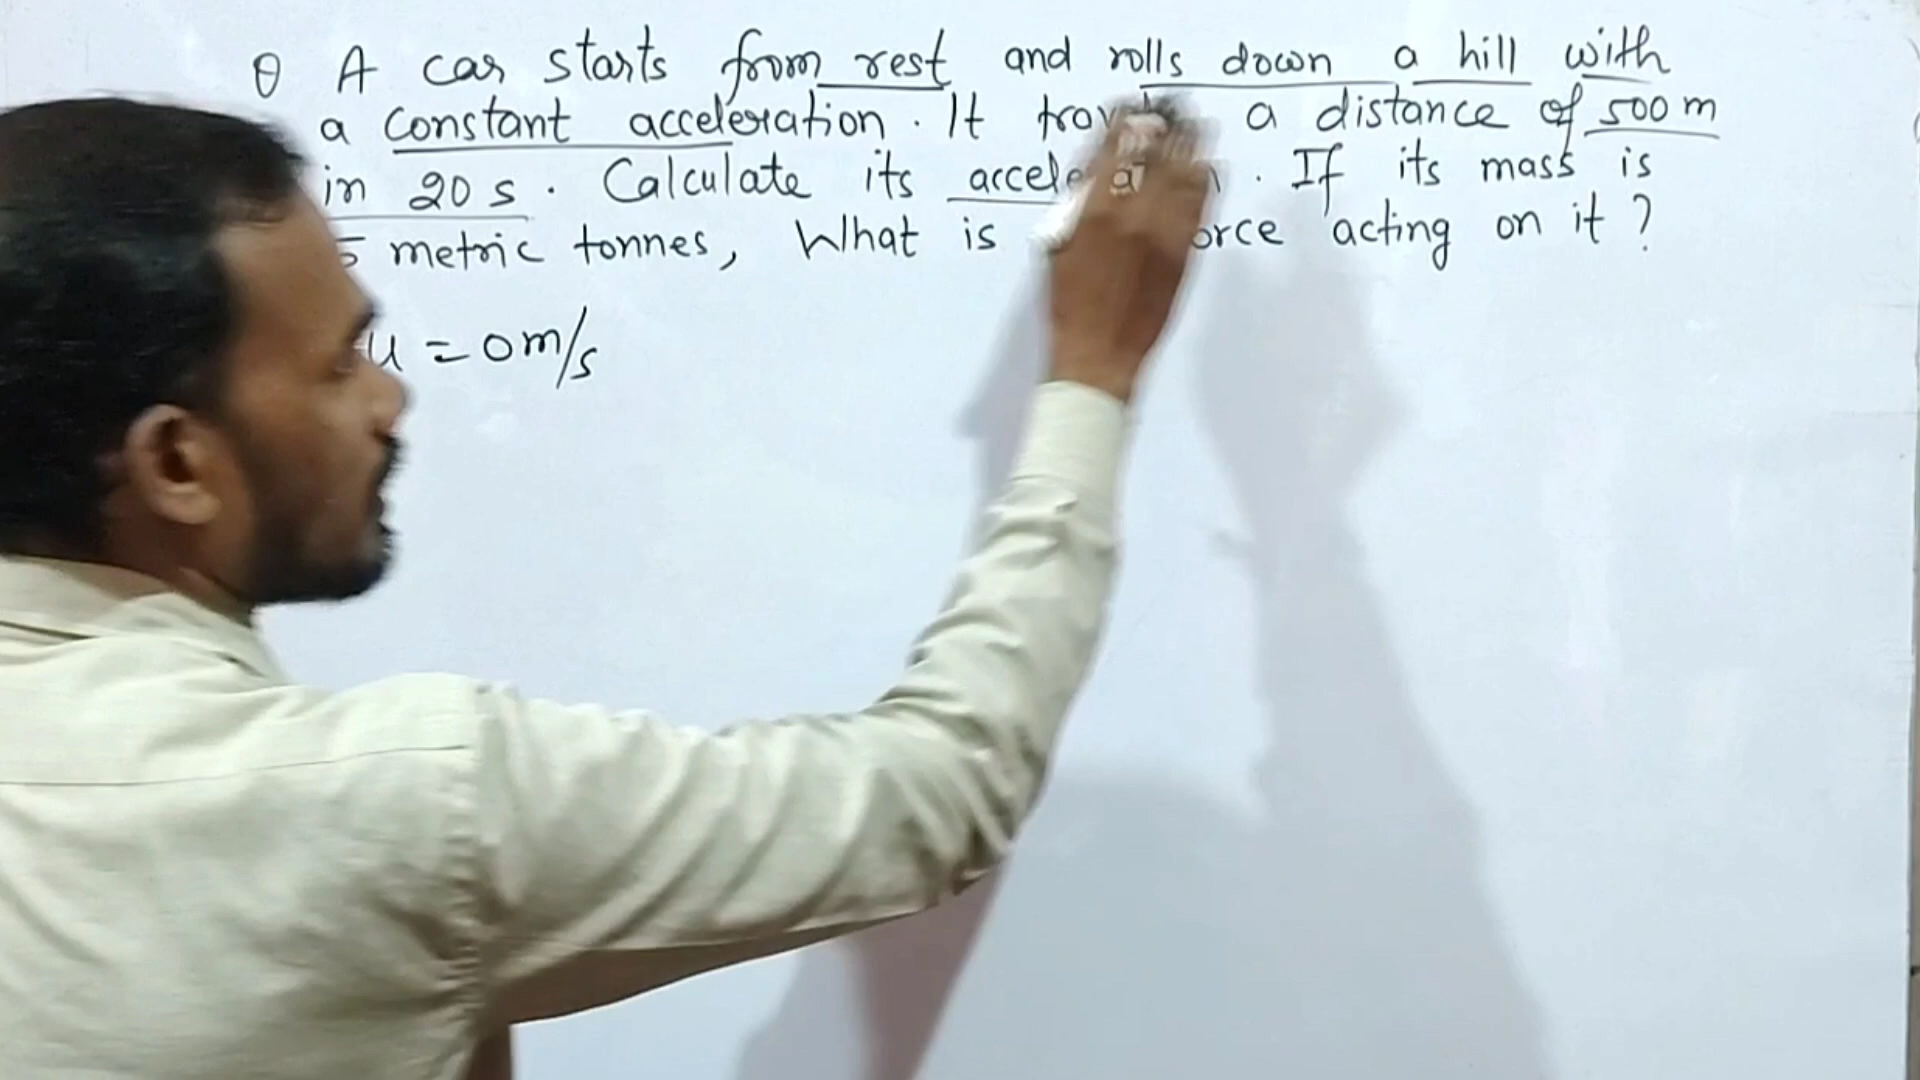 Q A car starts from rest and rolls down a hill with
a constant acceleration. It a distance of 500 m
in 20 s. Calculate its . If its mass is
metric tonnes, What is acting on it ?
u = 0 m/s